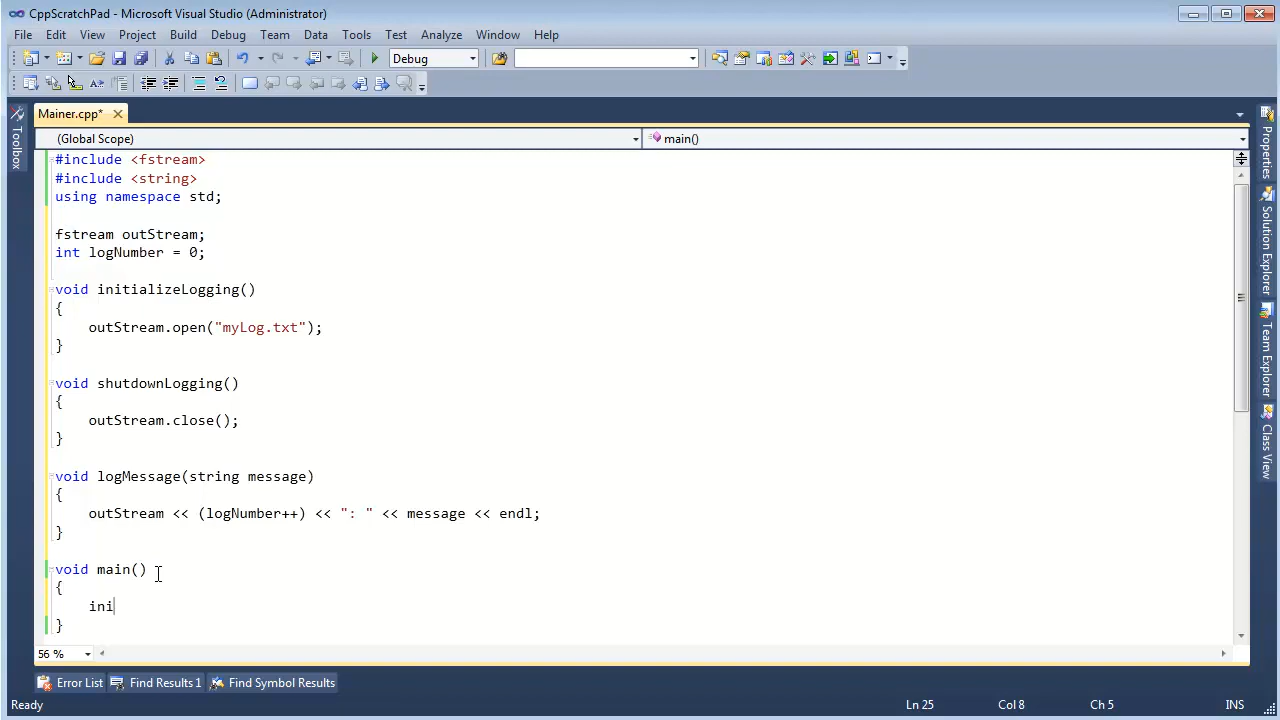 CppScratchPad - Microsoft Visual Studio (Administrator)
File Edit View Project Build Debug Team Data Tools Test Analyze Window Help
Debug
Mainer.cpp*
(Global Scope) main()
#include <fstream>
#include <string>
using namespace std;
fstream outStream;
int logNumber = 0;
void initializeLogging()
{
outStream.open("myLog.txt");
}
void shutdownLogging()
{
outStream.close();
}
void logMessage(string message)
{
outStream << (logNumber++) << ": " << message << endl;
}
void main()
{
ini
}
56 %
Toolbox
Properties
Solution Explorer
Team Explorer
Class View
Error List Find Results 1 Find Symbol Results
Ready Ln 25 Col 8 Ch 5 INS